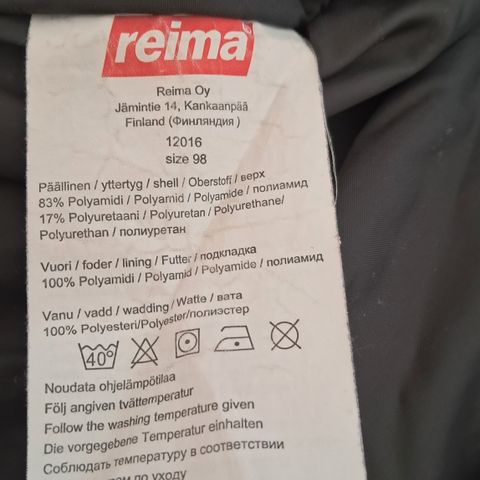 reima
Reima Oy
Jämintie 14, Kankaanpää
Finland (Финляндия )
12016
size 98
Päällinen / yttertyg / shell / Oberstoff / верх
83% Polyamidi / Polyamid / Polyamide / полиамид
17% Polyuretaani / Polyuretan / Polyurethane/
Polyurethan / полиуретан
Vuori / foder / lining / Futter / подкладка
100% Polyamidi / Polyamid / Polyamide / полиамид
Vanu / vadd / wadding / Watte / вата
100% Polyesteri/Polyester/полиэстер
40°
Noudata ohjelämpötilaa
Följ angiven tvättemperatur
Follow the washing temperature given
Die vorgegebene Temperatur einhalten
Соблюдать температуру в соответствии
по уходу